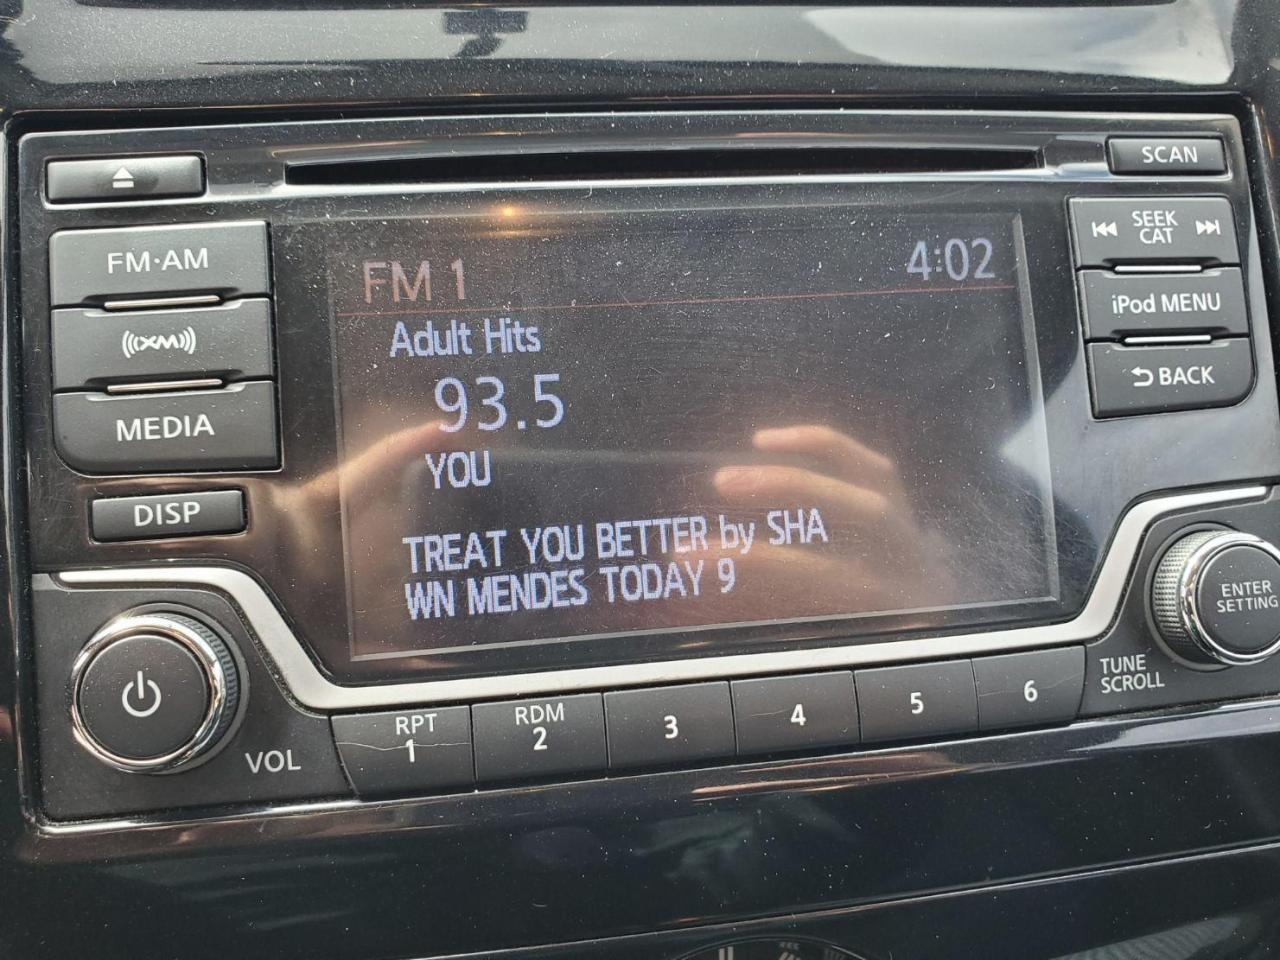 SCAN
FM·AM
SEEK
CAT
FM 1
4:02
iPod MENU
XM
Adult Hits
93.5
BACK
MEDIA
YOU
DISP
TREAT YOU BETTER by SHA
WN MENDES TODAY 9
ENTER
SETTING
TUNE
SCROLL
VOL
RPT
1
RDM
2
3
4
5
6